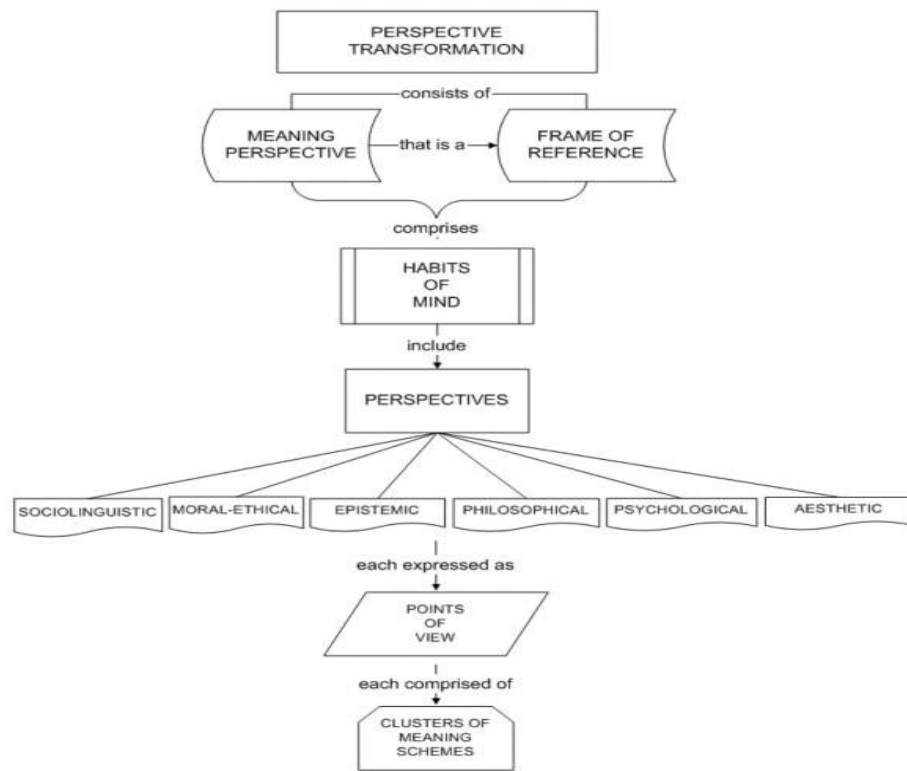 PERSPECTIVE
TRANSFORMATION
consists of
MEANING
PERSPECTIVE
that is a
FRAME OF
REFERENCE
comprises
HABITS
OF
MIND
include
PERSPECTIVES
SOCIOLINGUISTIC
MORAL-ETHICAL
EPISTEMIC
PHILOSOPHICAL
PSYCHOLOGICAL
AESTHETIC
each expressed as
POINTS
OF
VIEW
each comprised of
CLUSTERS OF
MEANING
SCHEMES